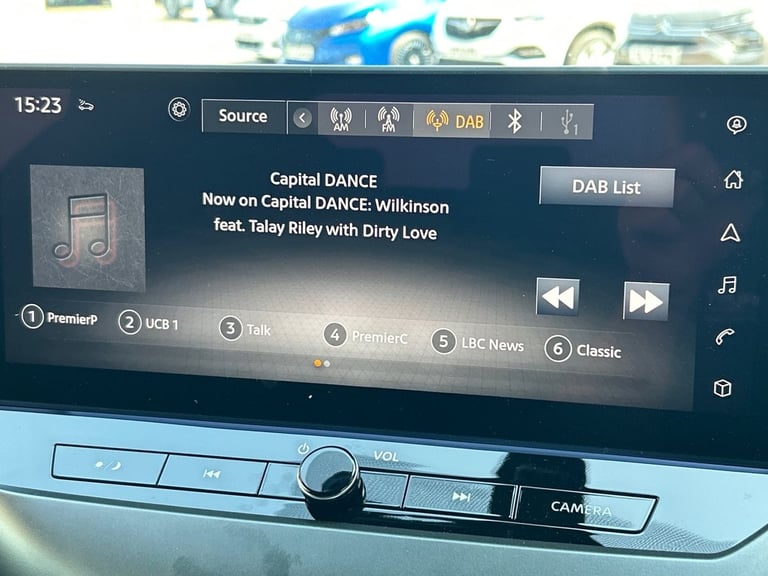 15:23
Source
AM
FM
DAB
1
Capital DANCE
Now on Capital DANCE: Wilkinson
feat. Talay Riley with Dirty Love
DAB List
1 PremierP
2 UCB 1
3 Talk
4 PremierC
5 LBC News
6 Classic
VOL
CAMERA